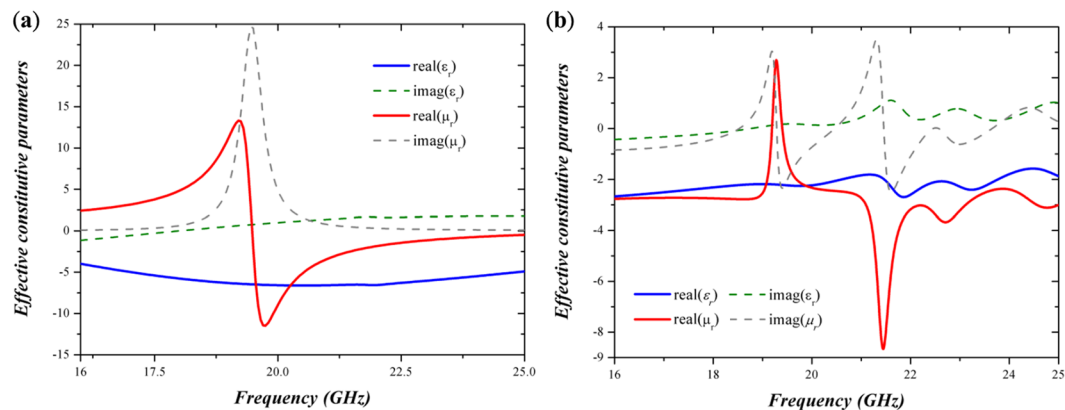 (a)
Effective constitutive parameters
25
20
15
10
5
0
-5
-10
-15
real(εr)
imag(εr)
real(μr)
imag(μr)
16 17.5 20.0 22.5 25.0
Frequency (GHz)
(b)
Effective constitutive parameters
4
2
0
-2
-4
-6
-8
-9
real(εr) imag(εr)
real(μr) imag(μr)
16 18 20 22 24 25
Frequency (GHz)